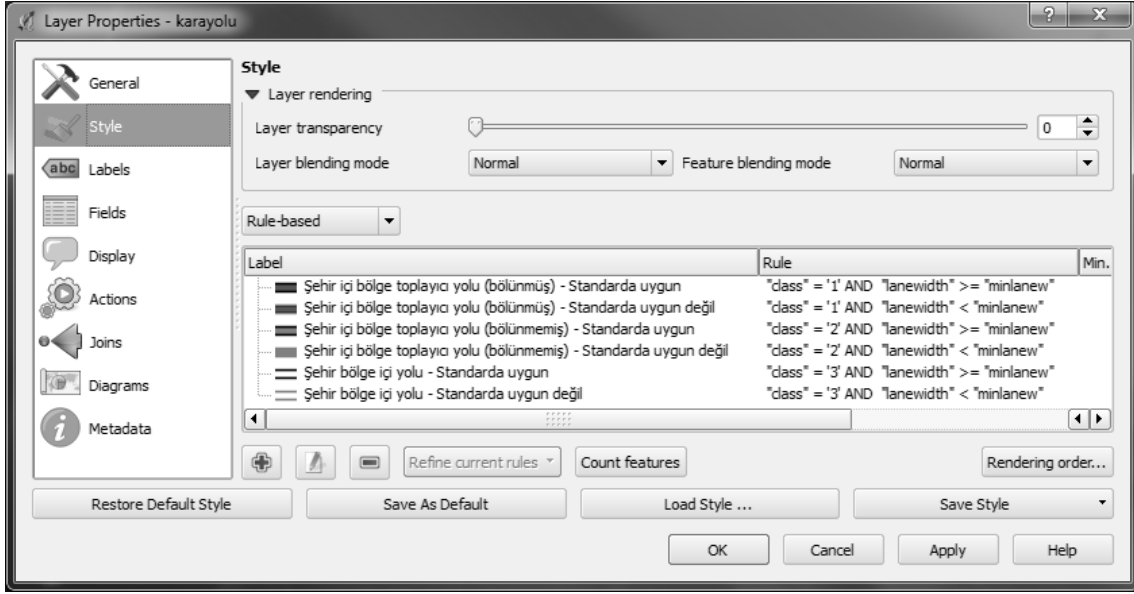 Layer Properties - karayolu
? X
General
Style
abc Labels
Fields
Display
Actions
Joins
Diagrams
i Metadata
Style
Layer rendering
Layer transparency 0
Layer blending mode Normal Feature blending mode Normal
Rule-based
Label Rule Min.
Şehir içi bölge toplayıcı yolu (bölünmüş) - Standarda uygun "class" = '1' AND "lanewidth" >= "minlanew"
Şehir içi bölge toplayıcı yolu (bölünmüş) - Standarda uygun değil "class" = '1' AND "lanewidth" < "minlanew"
Şehir içi bölge toplayıcı yolu (bölünmemiş) - Standarda uygun "class" = '2' AND "lanewidth" >= "minlanew"
Şehir içi bölge toplayıcı yolu (bölünmemiş) - Standarda uygun değil "class" = '2' AND "lanewidth" < "minlanew"
Şehir bölge içi yolu - Standarda uygun "class" = '3' AND "lanewidth" >= "minlanew"
Şehir bölge içi yolu - Standarda uygun değil "class" = '3' AND "lanewidth" < "minlanew"
Refine current rules Count features Rendering order...
Restore Default Style Save As Default Load Style ... Save Style
OK Cancel Apply Help